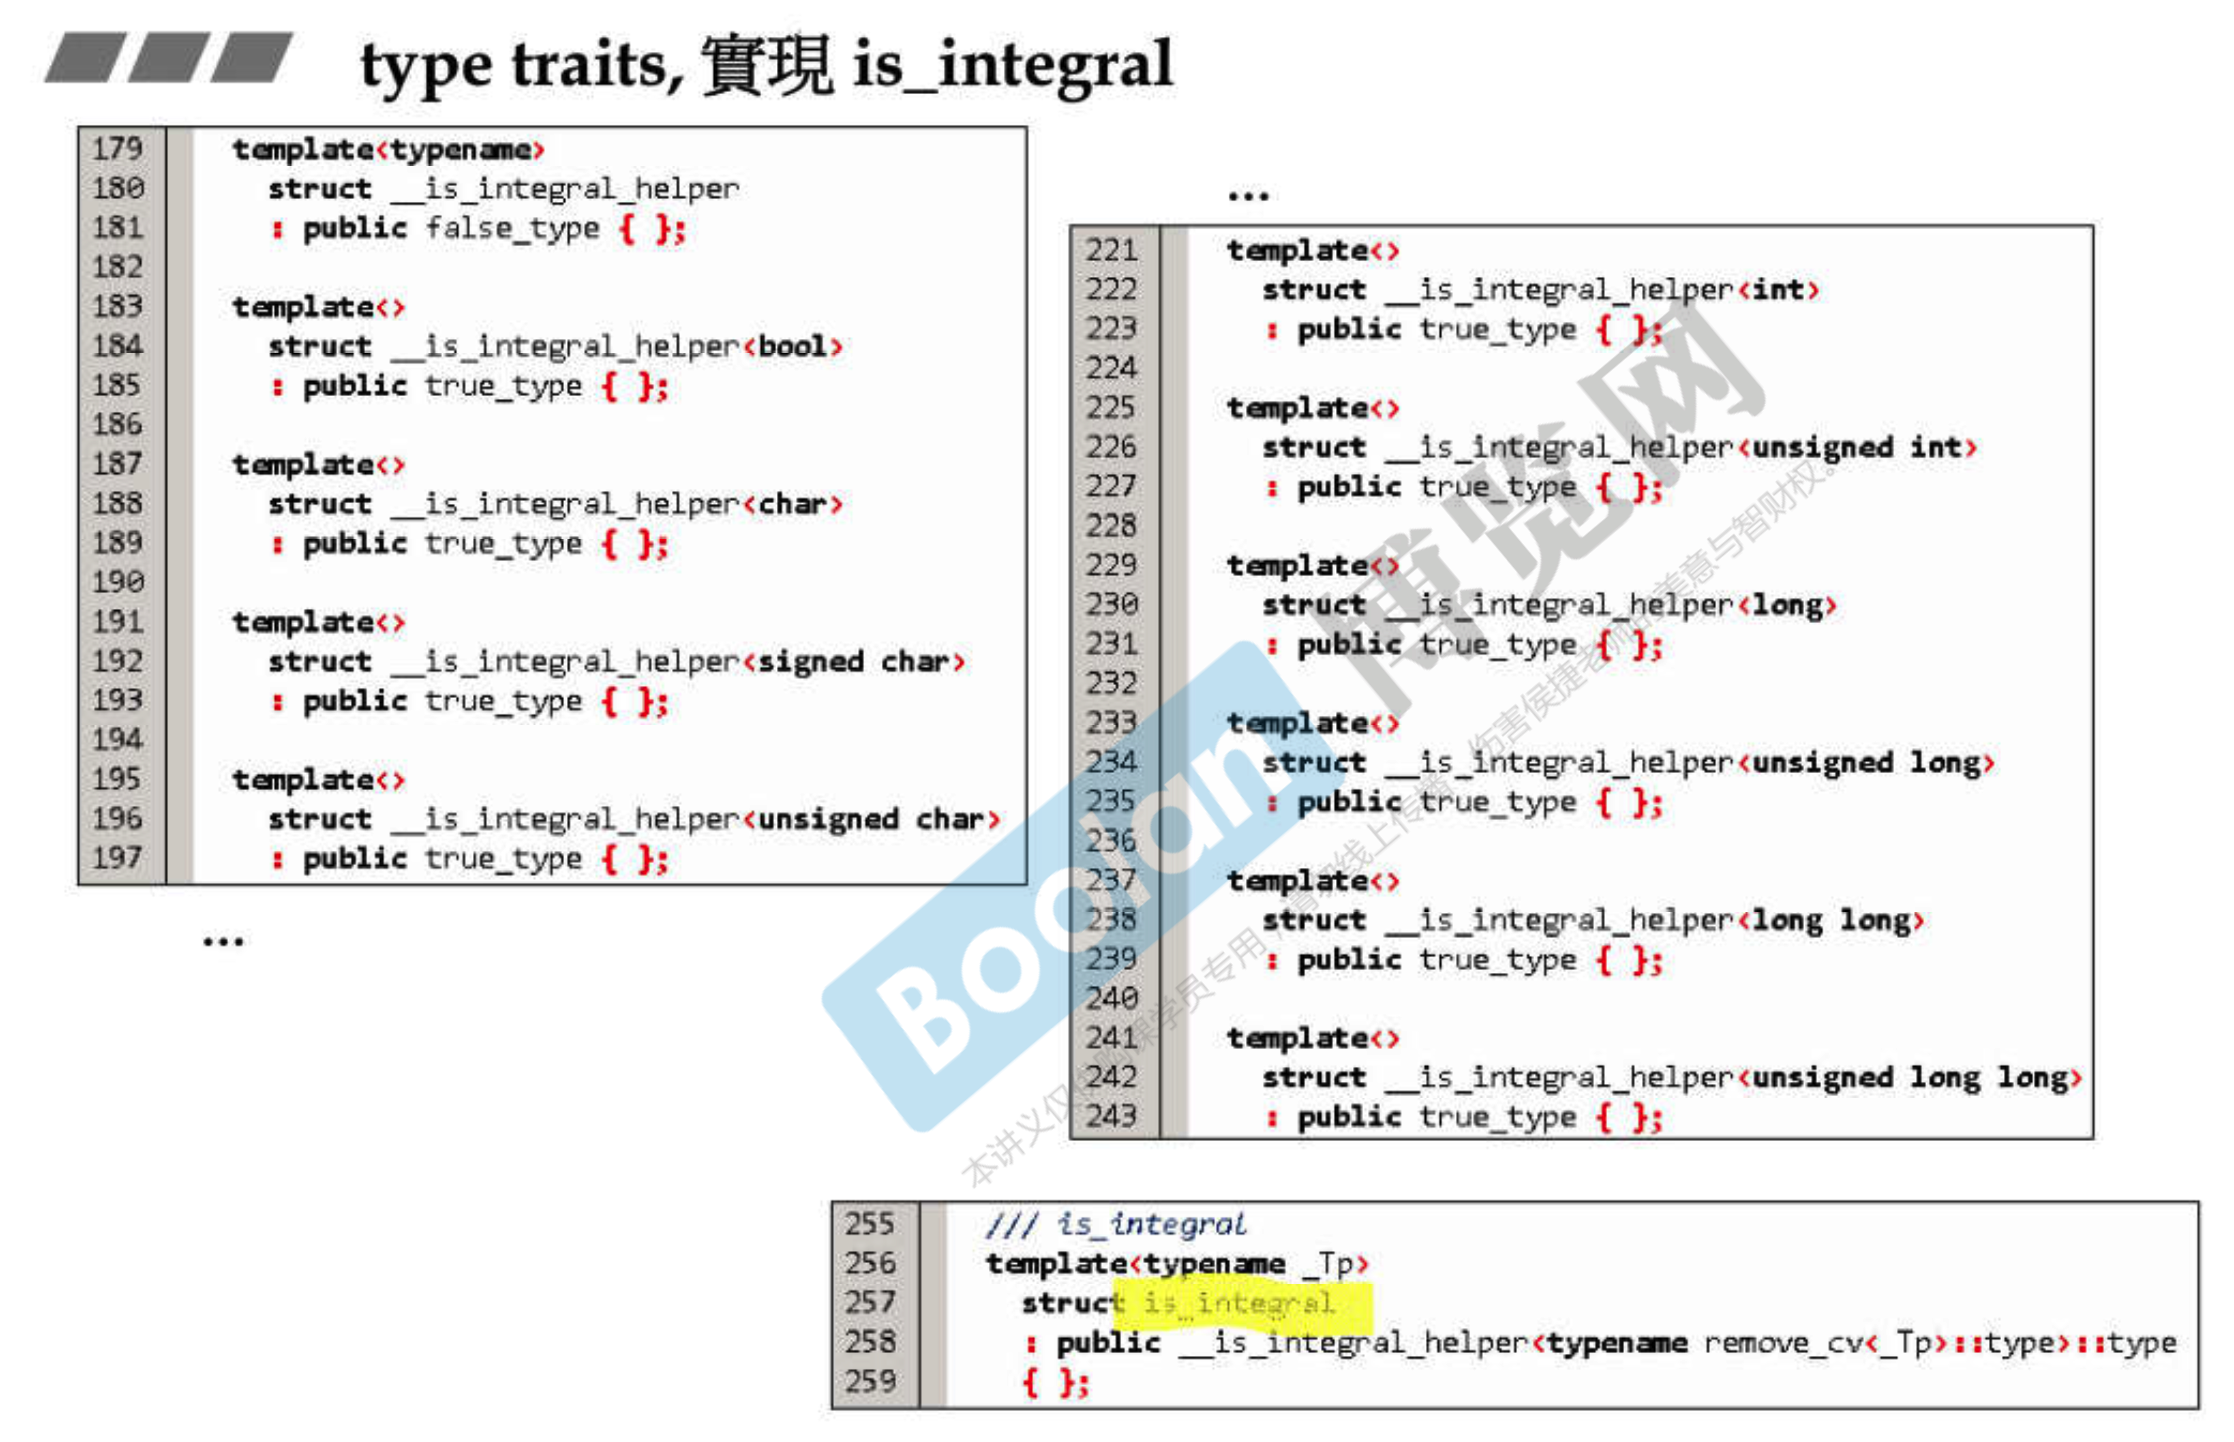 type traits, 實現 is_integral
179 template<typename>
180 struct __is_integral_helper
181 : public false_type { };
182
183 template<>
184 struct __is_integral_helper<bool>
185 : public true_type { };
186
187 template<>
188 struct __is_integral_helper<char>
189 : public true_type { };
190
191 template<>
192 struct __is_integral_helper<signed char>
193 : public true_type { };
194
195 template<>
196 struct __is_integral_helper<unsigned char>
197 : public true_type { };
...
...
221 template<>
222 struct __is_integral_helper<int>
223 : public true_type { };
224
225 template<>
226 struct __is_integral_helper<unsigned int>
227 : public true_type { };
228
229 template<>
230 struct __is_integral_helper<long>
231 : public true_type { };
232
233 template<>
234 struct __is_integral_helper<unsigned long>
235 : public true_type { };
236
237 template<>
238 struct __is_integral_helper<long long>
239 : public true_type { };
240
241 template<>
242 struct __is_integral_helper<unsigned long long>
243 : public true_type { };
255 /// is_integral
256 template<typename _Tp>
257 struct is_integral
258 : public __is_integral_helper<typename remove_cv<_Tp>::type>::type
259 { };
Boolan 博览网
本讲义仅供购课学员专用，请勿线上传播，伤害侯捷老师的美意与智财权。